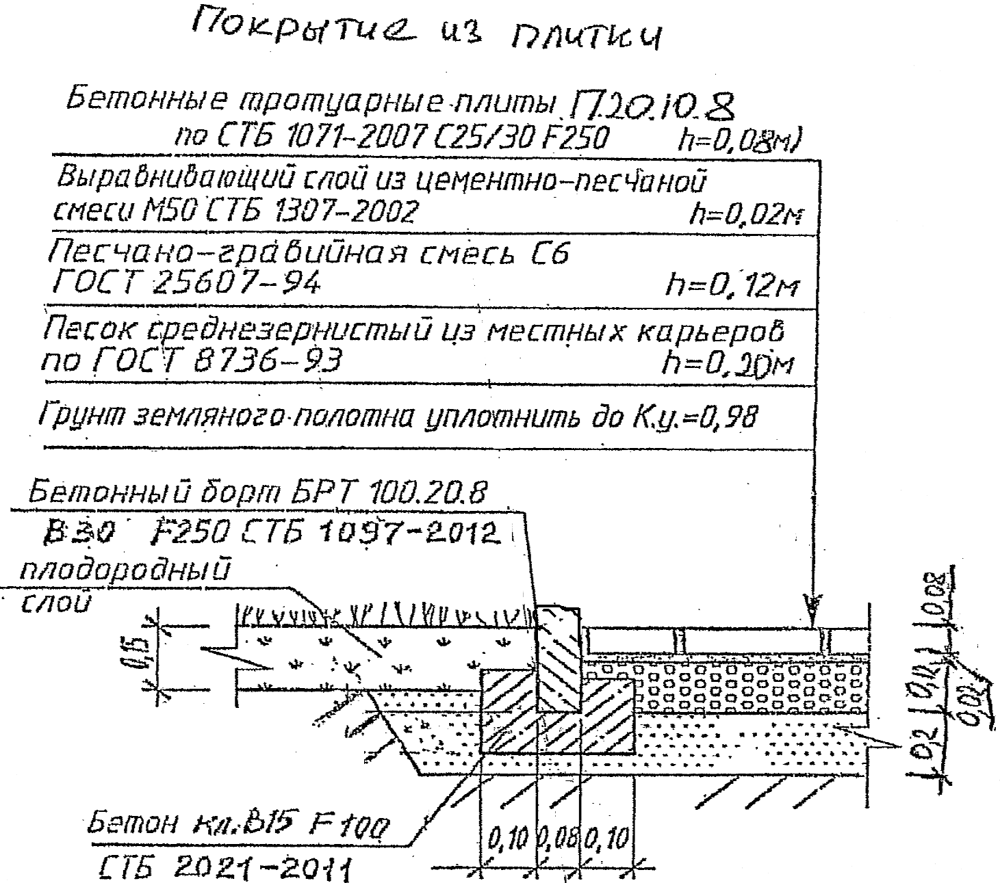 Покрытие из плитки
Бетонные тротуарные плиты П.20.10.8
по СТБ 1071-2007 С25/30 F250 h=0,08м)
Выравнивающий слой из цементно-песчаной
смеси М50 СТБ 1307-2002 h=0,02м
Песчано-гравийная смесь С6
ГОСТ 25607-94 h=0,12м
Песок среднезернистый из местных карьеров
по ГОСТ 8736-93 h=0,20м
Грунт земляного полотна уплотнить до К.у.=0,98
Бетонный борт БРТ 100.20.8
В30 F250 СТБ 1097-2012
плодородный
слой
0,15
0,08
0,12
0,02
0,2
Бетон кл.В15 F100
СТБ 2021-2011
0,10 0,08 0,10